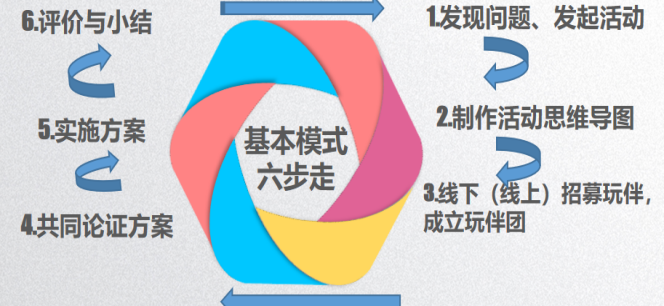 6.评价与小结
1.发现问题、发起活动
5.实施方案
基本模式
六步走
2.制作活动思维导图
4.共同论证方案
3.线下（线上）招募玩伴，
成立玩伴团